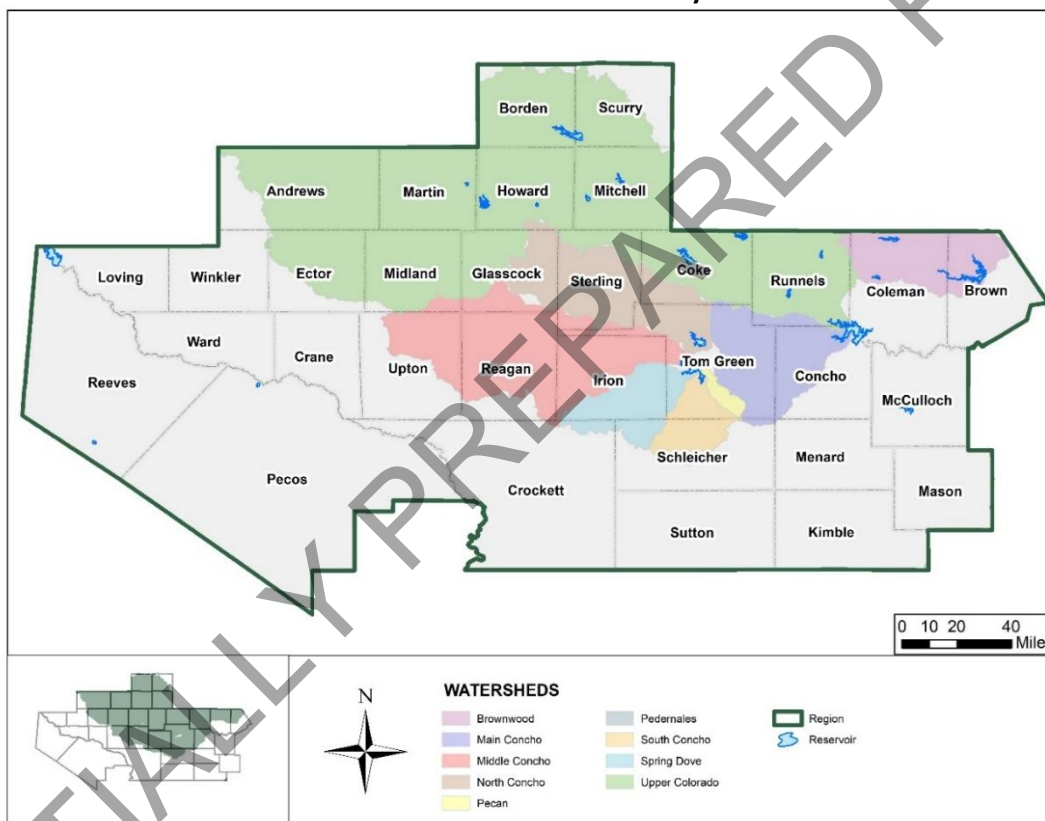 Borden Scurry
Andrews Martin Howard Mitchell
Loving Winkler Ector Midland Glasscock Sterling Coke Runnels Coleman Brown
Ward Crane Upton Reagan Irion Tom Green Concho
Reeves McCulloch
Pecos Crockett Schleicher Menard Mason
Sutton Kimble
0 10 20 40
Mile
N
WATERSHEDS
Brownwood
Main Concho
Middle Concho
North Concho
Pecan
Pedernales
South Concho
Spring Dove
Upper Colorado
Region
Reservoir
TIALLY PREPARED